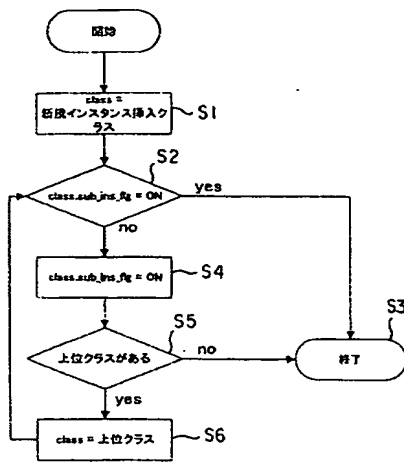 開始
class =
新規インスタンス挿入ク
ラス
S1
S2
class.sub_ins_flg = ON
yes
no
class.sub_ins_flg = ON
S4
S3
S5
上位クラスがある
no
終了
yes
class = 上位クラス
S6